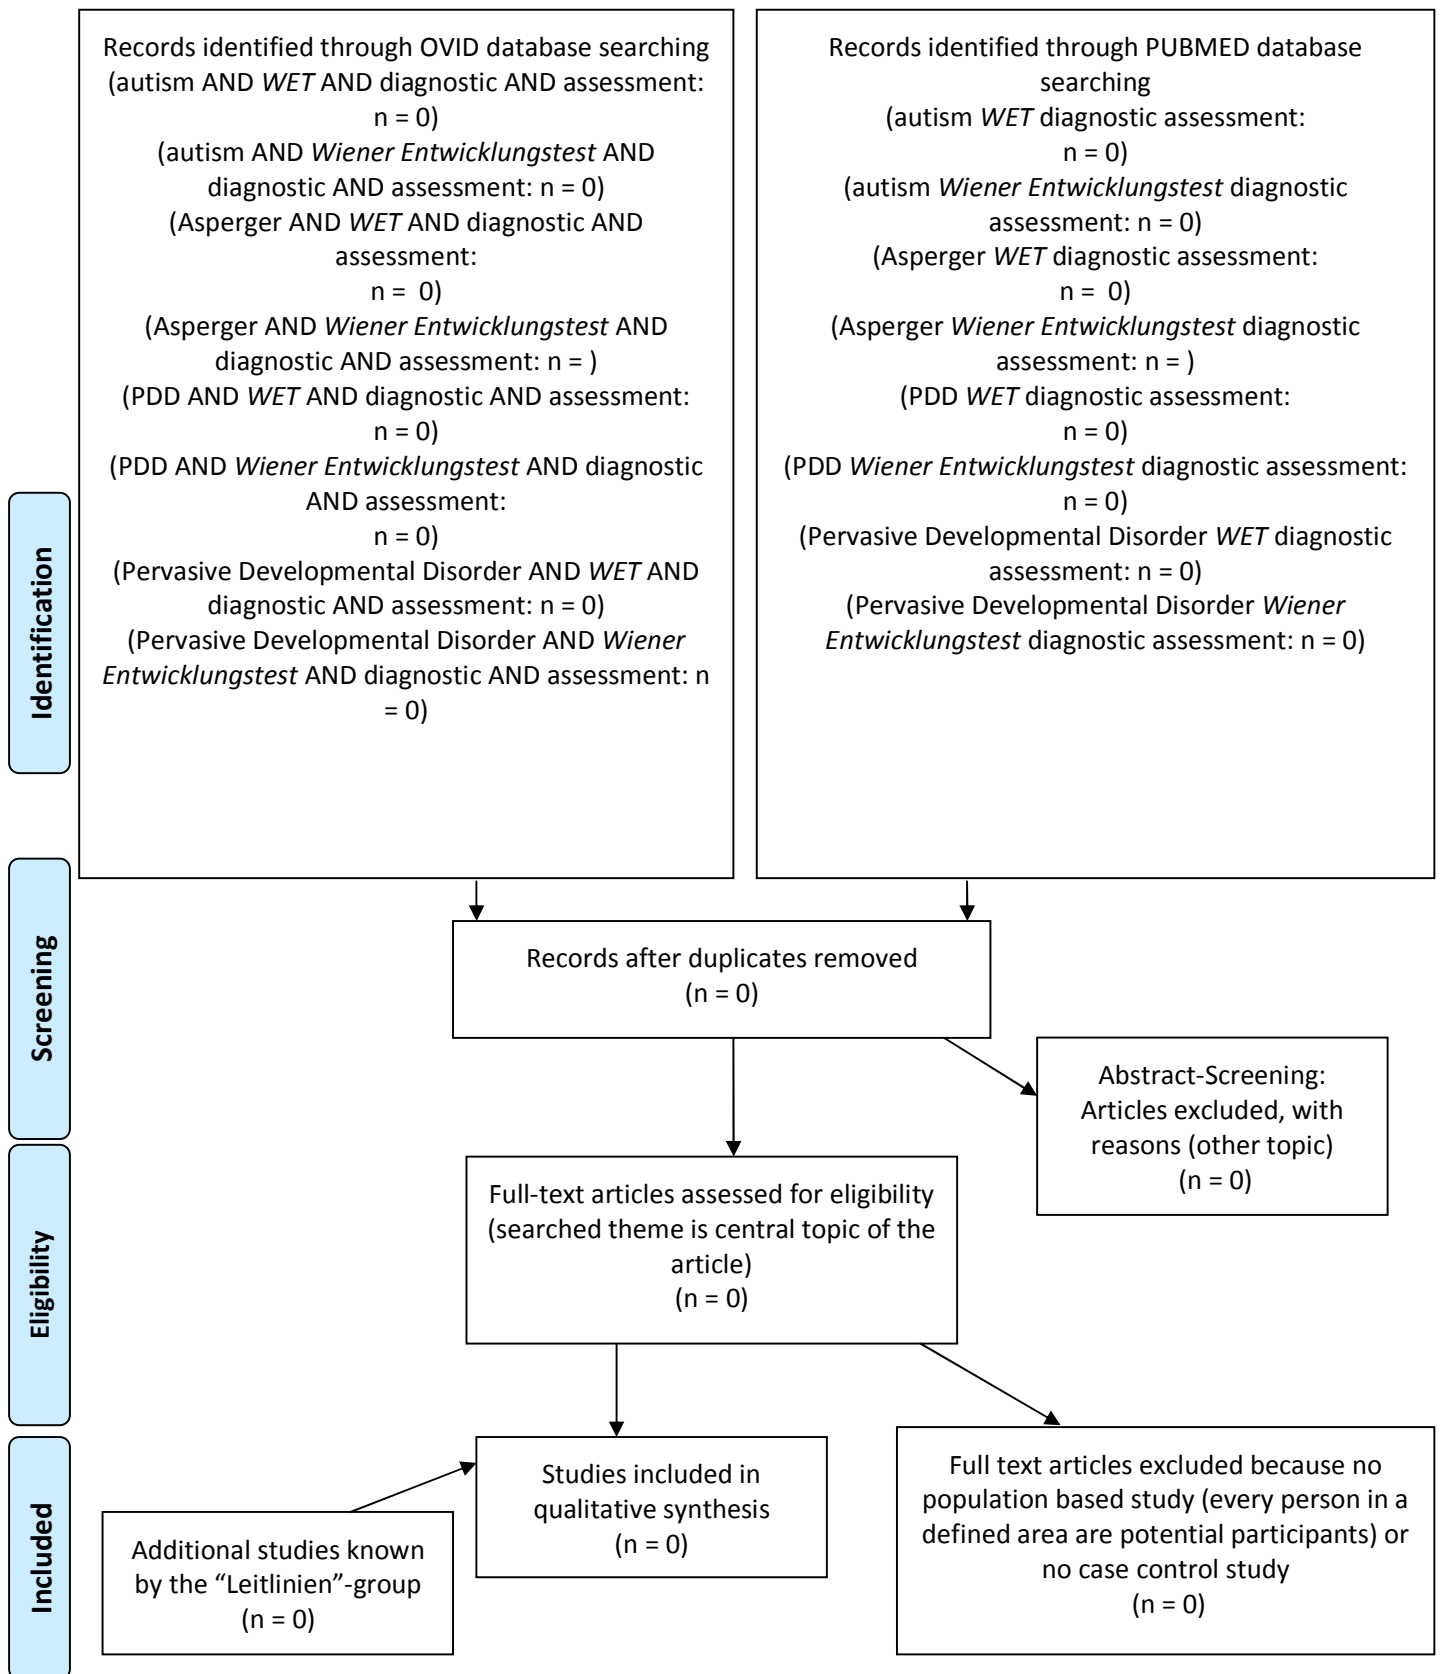 Records identified through OVID database searching
(autism AND WET AND diagnostic AND assessment:
n = 0)
(autism AND Wiener Entwicklungstest AND
diagnostic AND assessment: n = 0)
(Asperger AND WET AND diagnostic AND
assessment:
n =  0)
(Asperger AND Wiener Entwicklungstest AND
diagnostic AND assessment: n = )
(PDD AND WET AND diagnostic AND assessment:
n = 0)
(PDD AND Wiener Entwicklungstest AND diagnostic
AND assessment:
n = 0)
(Pervasive Developmental Disorder AND WET AND
diagnostic AND assessment: n = 0)
(Pervasive Developmental Disorder AND Wiener
Entwicklungstest AND diagnostic AND assessment: n
= 0)
Records identified through PUBMED database
searching
(autism WET diagnostic assessment:
n = 0)
(autism Wiener Entwicklungstest diagnostic
assessment: n = 0)
(Asperger WET diagnostic assessment:
n =  0)
(Asperger Wiener Entwicklungstest diagnostic
assessment: n = )
(PDD WET diagnostic assessment:
n = 0)
(PDD Wiener Entwicklungstest diagnostic assessment:
n = 0)
(Pervasive Developmental Disorder WET diagnostic
assessment: n = 0)
(Pervasive Developmental Disorder Wiener
Entwicklungstest diagnostic assessment: n = 0)
Identification
Screening
Records after duplicates removed
(n = 0)
Abstract-Screening:
Articles excluded, with
reasons (other topic)
(n = 0)
Eligibility
Full-text articles assessed for eligibility
(searched theme is central topic of the
article)
(n = 0)
Included
Studies included in
qualitative synthesis
(n = 0)
Full text articles excluded because no
population based study (every person in a
defined area are potential participants) or
no case control study
(n = 0)
Additional studies known
by the “Leitlinien”-group
(n = 0)